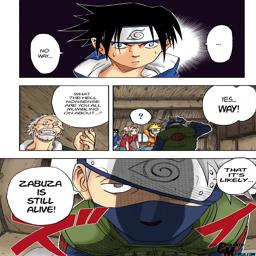 ...
NO
WAY...
YES...
WAY!
?
WHAT
THE HELL
NONSENSE
ARE YOU ALL
MUMBLING
ON ABOUT...?
THAT
IT'S
LIKELY...
ZABUZA
IS
STILL
ALIVE!